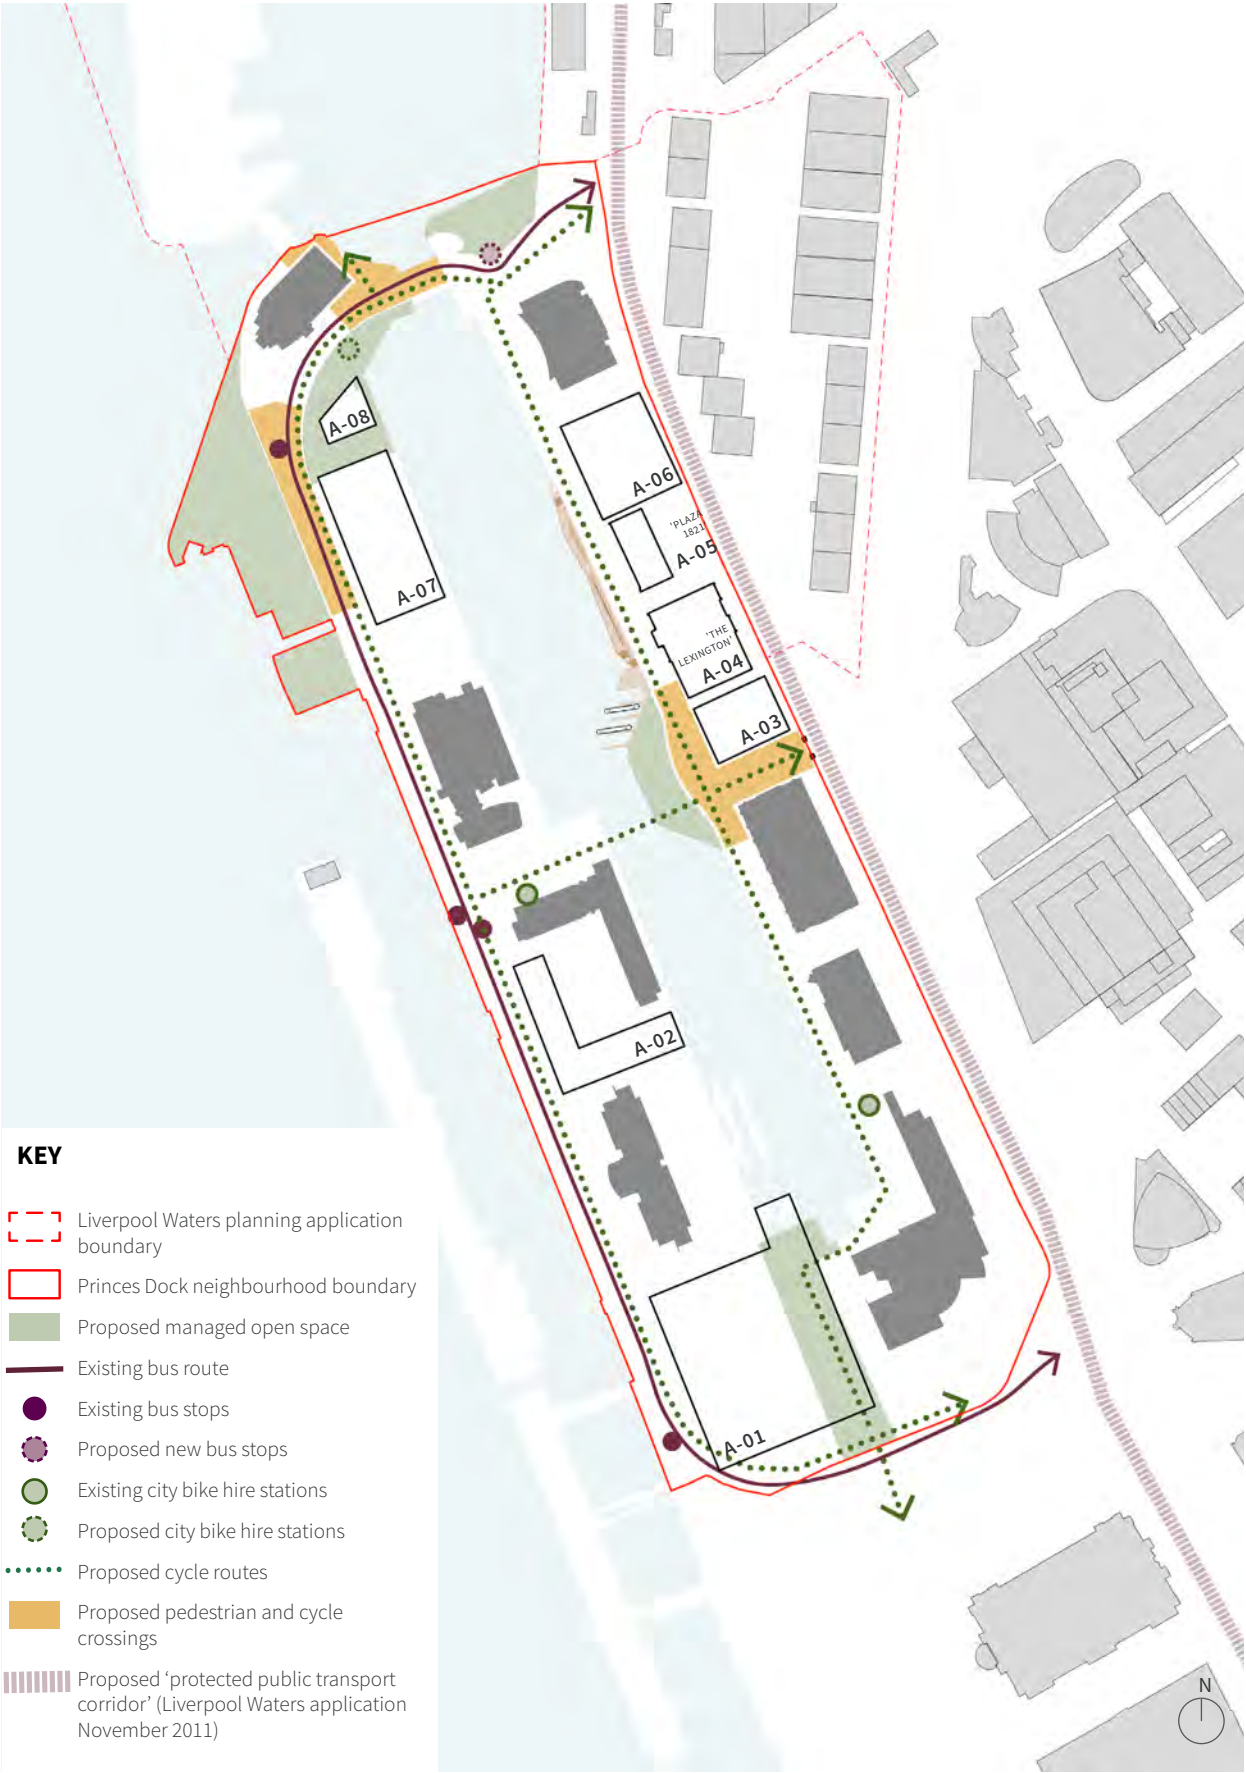 A-08
A-06
'PLAZA
1821'
A-05
A-07
'THE
LEXINGTON'
A-04
A-03
A-02
A-01
KEY
Liverpool Waters planning application
boundary
Princes Dock neighbourhood boundary
Proposed managed open space
Existing bus route
Existing bus stops
Proposed new bus stops
Existing city bike hire stations
Proposed city bike hire stations
Proposed cycle routes
Proposed pedestrian and cycle
crossings
Proposed ‘protected public transport
corridor’ (Liverpool Waters application
November 2011)
N